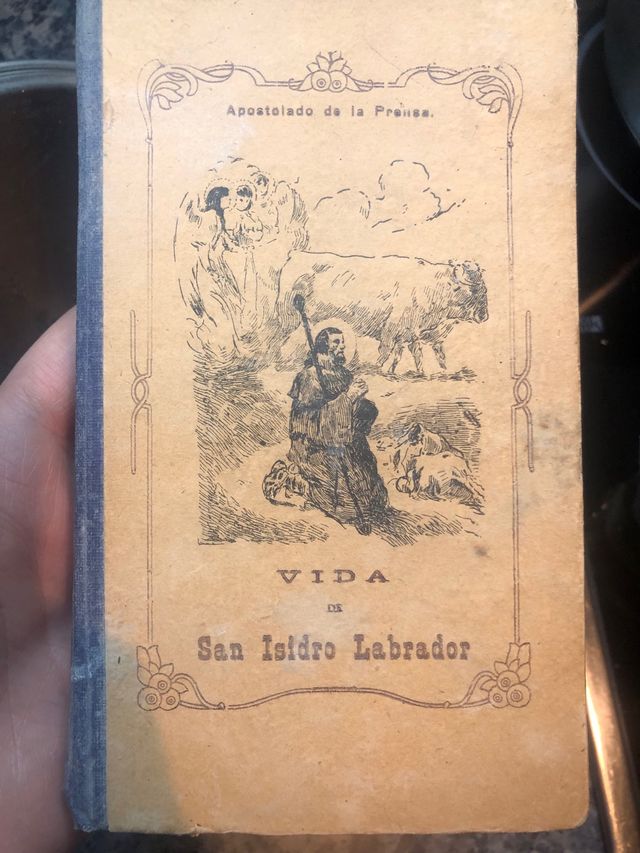 Apostolado de la Prensa.
VIDA
DE
San Isidro Labrador